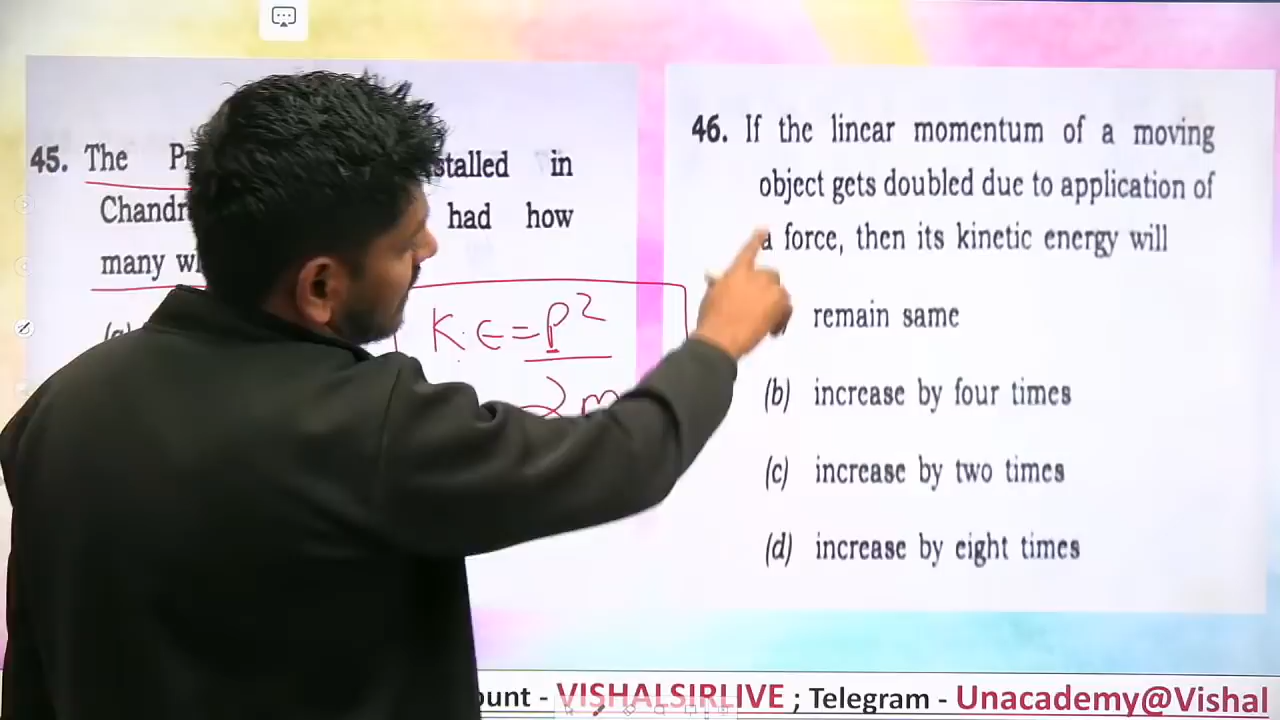 45. The stalled in
Chandr had how
many w
K.E = P²
2m
46. If the linear momentum of a moving
object gets doubled due to application of
a force, then its kinetic energy will
remain same
(b) increase by four times
(c) increase by two times
(d) increase by eight times
ount - VISHALSIRLIVE ; Telegram - Unacademy@Vishal